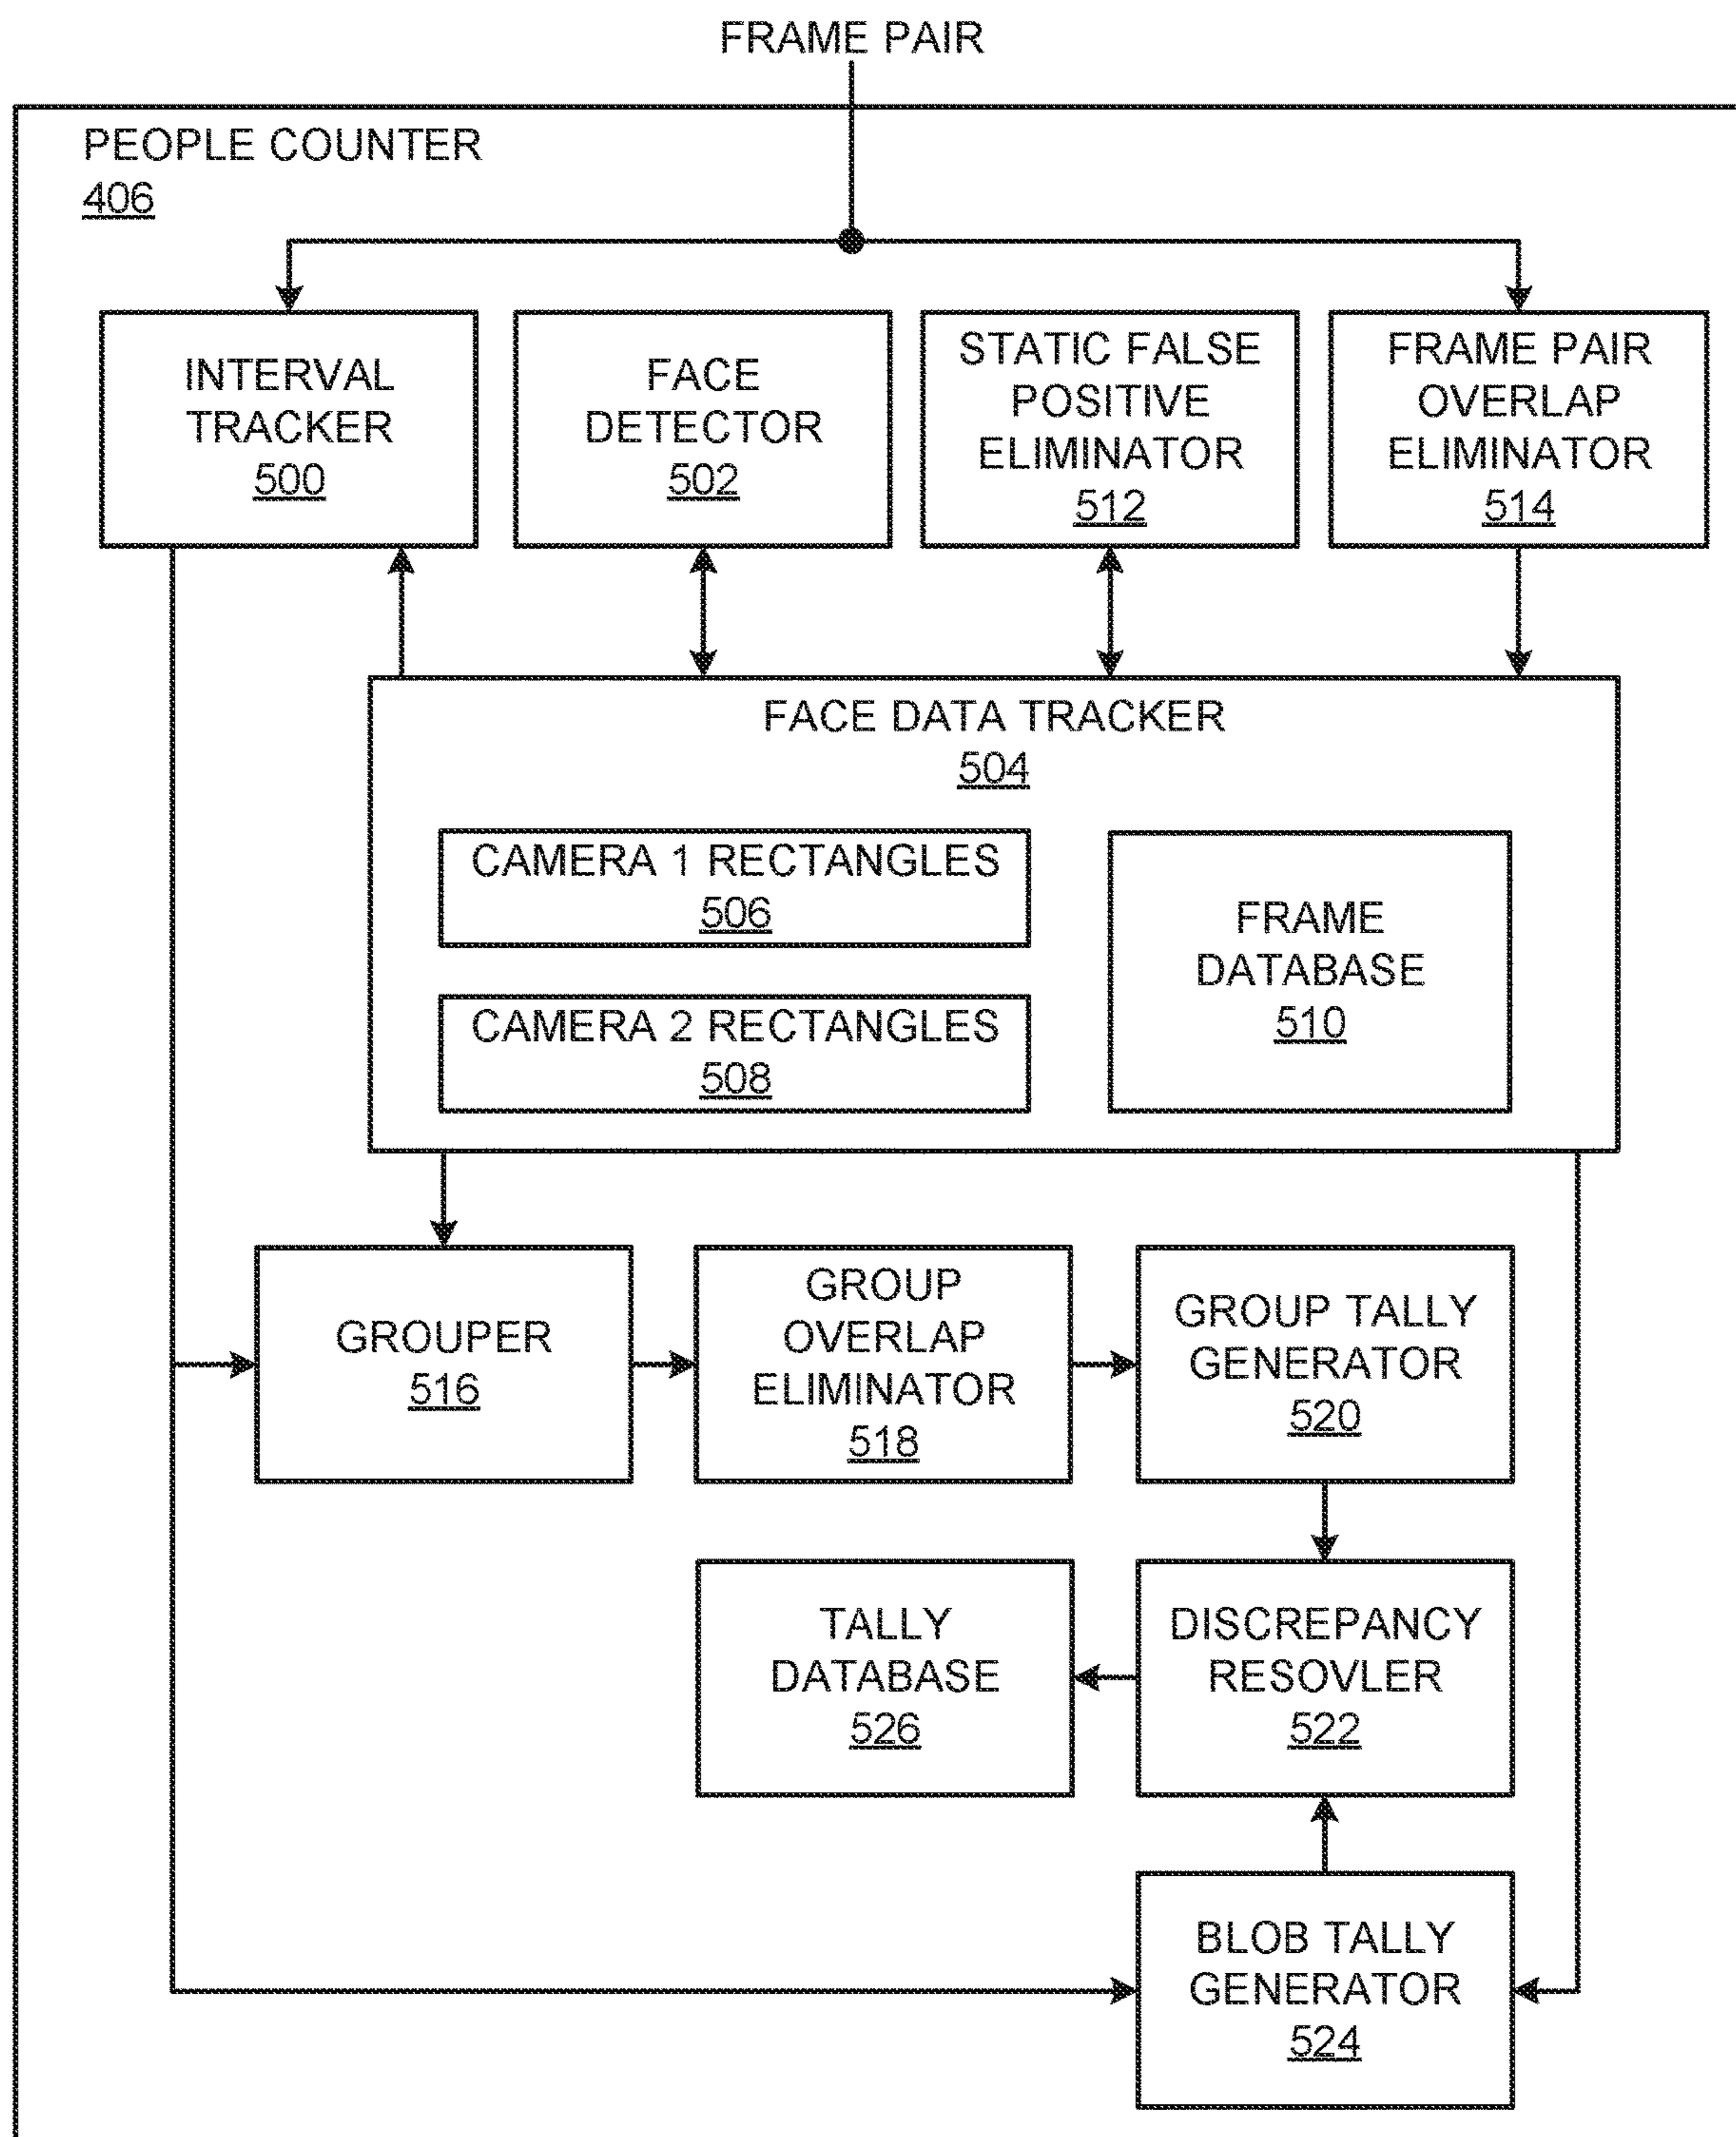 FRAME PAIR
PEOPLE COUNTER
406
INTERVAL
TRACKER
500
FACE
DETECTOR
502
STATIC FALSE
POSITIVE
ELIMINATOR
512
FRAME PAIR
OVERLAP
ELIMINATOR
514
FACE DATA TRACKER
504
CAMERA 1 RECTANGLES
506
CAMERA 2 RECTANGLES
508
FRAME
DATABASE
510
GROUPER
516
GROUP
OVERLAP
ELIMINATOR
518
GROUP TALLY
GENERATOR
520
TALLY
DATABASE
526
DISCREPANCY
RESOVLER
522
BLOB TALLY
GENERATOR
524